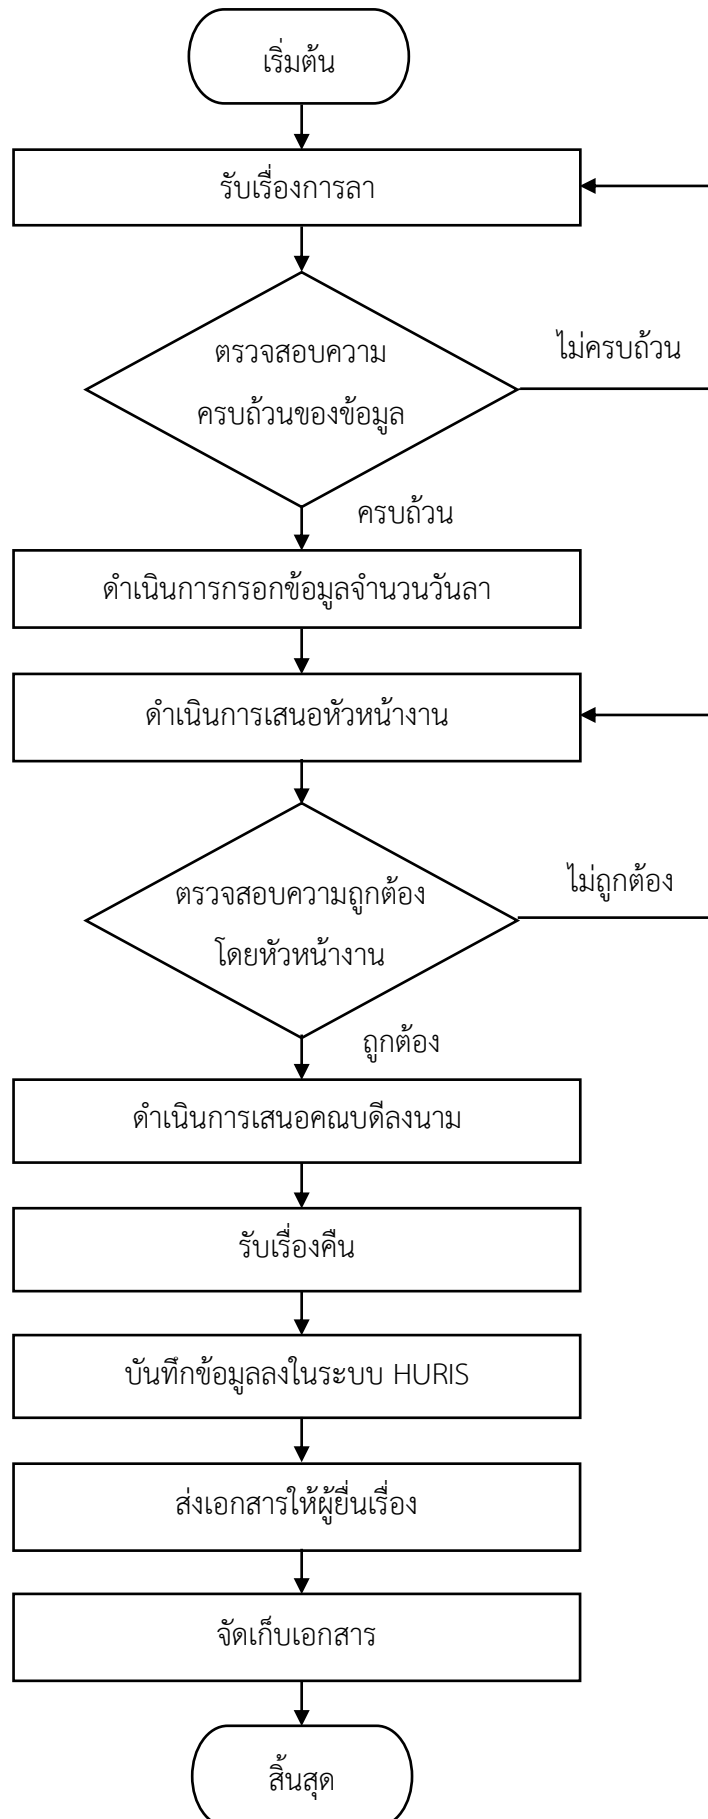 เริ่มต้น
รับเรื่องการลา
ตรวจสอบความ
ครบถ้วนของข้อมูล
ไม่ครบถ้วน
ครบถ้วน
ดำเนินการกรอกข้อมูลจำนวนวันลา
ดำเนินการเสนอหัวหน้างาน
ตรวจสอบความถูกต้อง
โดยหัวหน้างาน
ไม่ถูกต้อง
ถูกต้อง
ดำเนินการเสนอคณบดีลงนาม
รับเรื่องคืน
บันทึกข้อมูลลงในระบบ HURIS
ส่งเอกสารให้ผู้ยื่นเรื่อง
จัดเก็บเอกสาร
สิ้นสุด